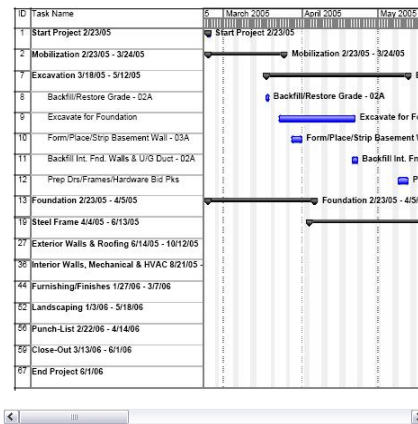 ID Task Name 5 March 2005 April 2005 May 2005
1 Start Project 2/23/05 Start Project 2/23/05
2 Mobilization 2/23/05 - 3/24/05 Mobilization 2/23/05 - 3/24/05
7 Excavation 3/18/05 - 5/12/05 E
8 Backfill/Restore Grade - 02A Backfill/Restore Grade - 02A
9 Excavate for Foundation Excavate for Fo
10 Form/Place/Strip Basement Wall - 03A Form/Place/Strip Basement W
11 Backfill Int. Fnd. Walls & U/G Duct - 02A Backfill Int. Fn
12 Prep Drs/Frames/Hardware Bid Pks P
13 Foundation 2/23/05 - 4/5/05 Foundation 2/23/05 - 4/5/
19 Steel Frame 4/4/05 - 6/13/05
27 Exterior Walls & Roofing 6/14/05 - 10/12/05
36 Interior Walls, Mechanical & HVAC 8/21/05 -
44 Furnishing/Finishes 1/27/06 - 3/7/06
52 Landscaping 1/3/06 - 5/18/06
56 Punch-List 2/22/06 - 4/14/06
59 Close-Out 3/13/06 - 6/1/06
67 End Project 6/1/06